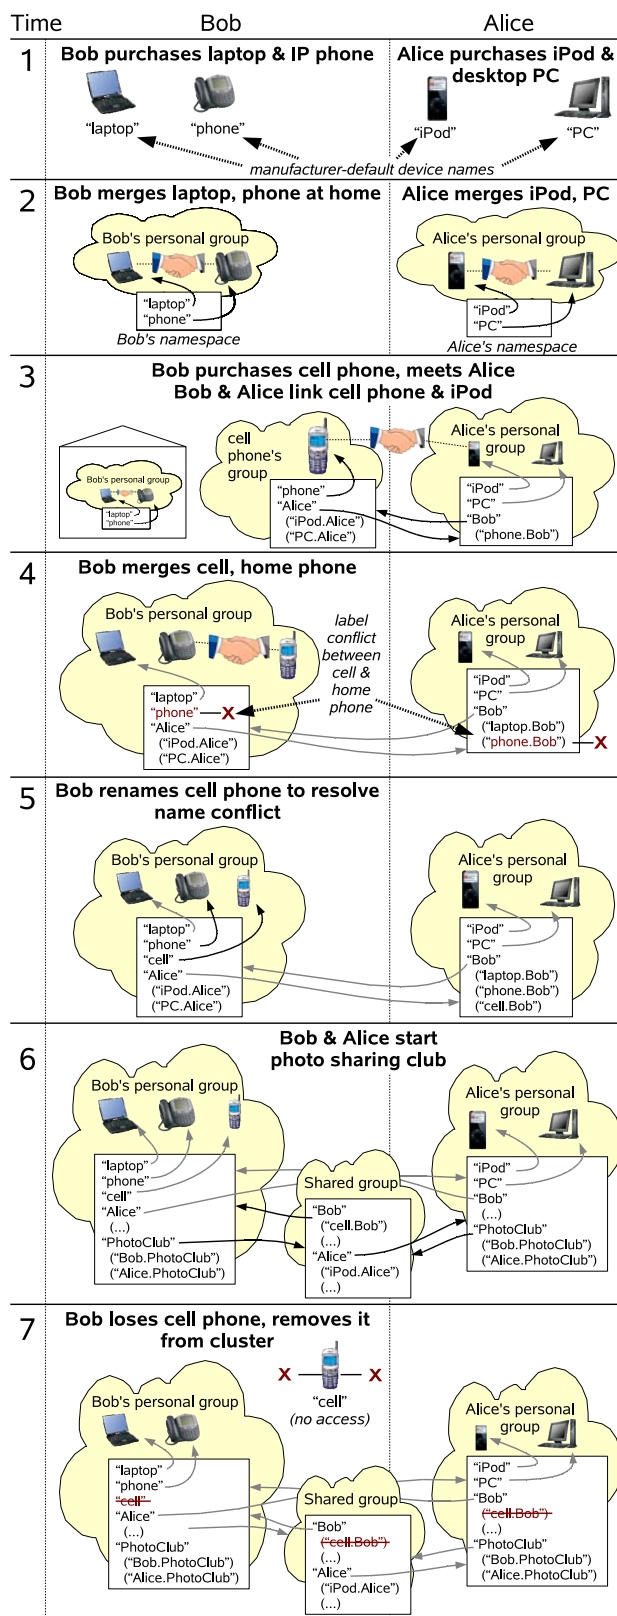 Time Bob Alice
1 Bob purchases laptop & IP phone
Alice purchases iPod &
desktop PC
“laptop” “phone” “iPod” “PC”
manufacturer-default device names
2 Bob merges laptop, phone at home
Alice merges iPod, PC
Bob's personal group
“laptop”
“phone”
Bob's namespace
Alice's personal group
“iPod”
“PC”
Alice's namespace
3 Bob purchases cell phone, meets Alice
Bob & Alice link cell phone & iPod
Bob's personal group
“laptop”
“phone”
cell
phone's
group
“phone”
“Alice”
(“iPod.Alice”)
(“PC.Alice”)
Alice's personal
group
“iPod”
“PC”
“Bob”
(“phone.Bob”)
4 Bob merges cell, home phone
Bob's personal group
“laptop”
“phone” X
“Alice”
(“iPod.Alice”)
(“PC.Alice”)
label
conflict
between
cell &
home
phone
Alice's personal
group
“iPod”
“PC”
“Bob”
(“laptop.Bob”)
(“phone.Bob”) X
5 Bob renames cell phone to resolve
name conflict
Bob's personal group
“laptop”
“phone”
“cell”
“Alice”
(“iPod.Alice”)
(“PC.Alice”)
Alice's personal
group
“iPod”
“PC”
“Bob”
(“laptop.Bob”)
(“phone.Bob”)
(“cell.Bob”)
6 Bob & Alice start
photo sharing club
Bob's personal group
“laptop”
“phone”
“cell”
“Alice”
(...)
“PhotoClub”
(“Bob.PhotoClub”)
(“Alice.PhotoClub”)
Shared group
“Bob”
(“cell.Bob”)
(...)
“Alice”
(“iPod.Alice”)
(...)
Alice's personal
group
“iPod”
“PC”
“Bob”
(...)
“PhotoClub”
(“Bob.PhotoClub”)
(“Alice.PhotoClub”)
7 Bob loses cell phone, removes it
from cluster
X X
“cell”
(no access)
Bob's personal group
“laptop”
“phone”
“cell”
“Alice”
(...)
“PhotoClub”
(“Bob.PhotoClub”)
(“Alice.PhotoClub”)
Shared group
“Bob”
(“cell.Bob”)
(...)
“Alice”
(“iPod.Alice”)
(...)
Alice's personal
group
“iPod”
“PC”
“Bob”
(“cell.Bob”)
(...)
“PhotoClub”
(“Bob.PhotoClub”)
(“Alice.PhotoClub”)